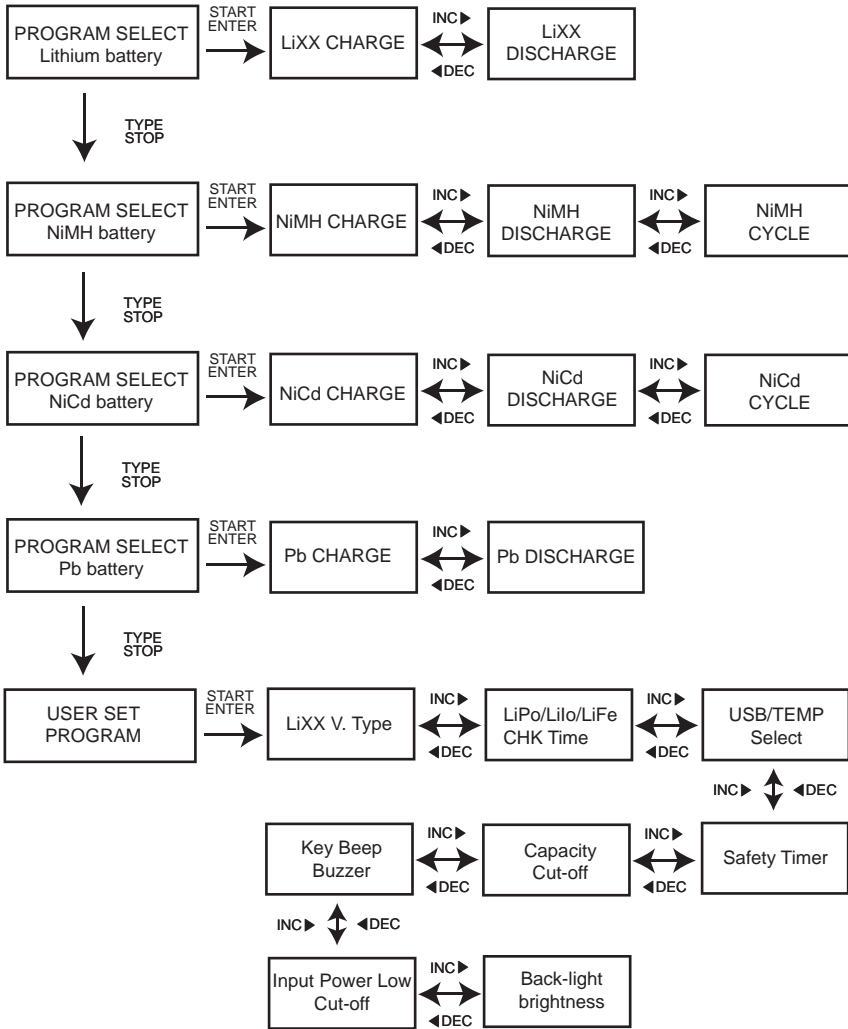 PROGRAM SELECT
Lithium battery
START
ENTER
LiXX CHARGE
INC▶
◀DEC
LiXX
DISCHARGE
TYPE
STOP
PROGRAM SELECT
NiMH battery
START
ENTER
NiMH CHARGE
INC▶
◀DEC
NiMH
DISCHARGE
INC▶
◀DEC
NiMH
CYCLE
TYPE
STOP
PROGRAM SELECT
NiCd battery
START
ENTER
NiCd CHARGE
INC▶
◀DEC
NiCd
DISCHARGE
INC▶
◀DEC
NiCd
CYCLE
TYPE
STOP
PROGRAM SELECT
Pb battery
START
ENTER
Pb CHARGE
INC▶
◀DEC
Pb DISCHARGE
TYPE
STOP
USER SET
PROGRAM
START
ENTER
LiXX V. Type
INC▶
◀DEC
LiPo/LiIo/LiFe
CHK Time
INC▶
◀DEC
USB/TEMP
Select
INC▶ ◀DEC
Safety Timer
INC▶
◀DEC
Capacity
Cut-off
INC▶
◀DEC
Key Beep
Buzzer
INC▶ ◀DEC
Input Power Low
Cut-off
INC▶
◀DEC
Back-light
brightness